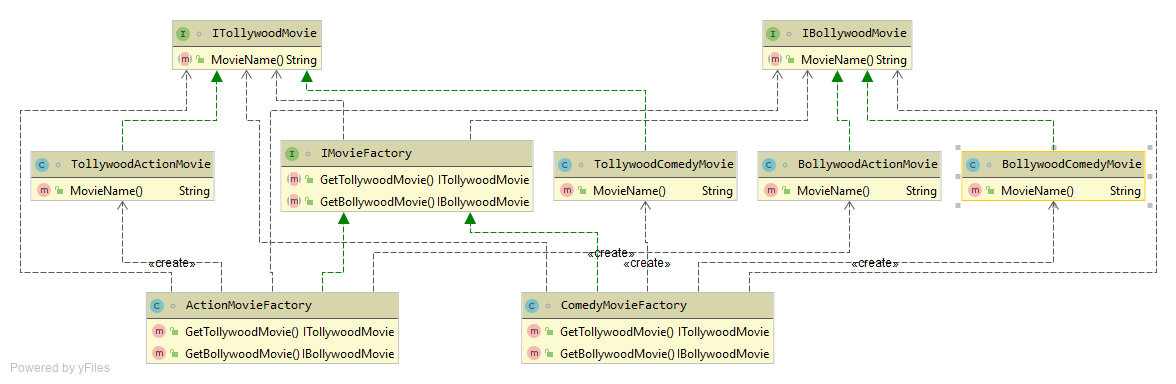 ITollywoodMovie
MovieName() String
IBollywoodMovie
MovieName() String
TollywoodActionMovie
MovieName() String
IMovieFactory
GetTollywoodMovie() ITollywoodMovie
GetBollywoodMovie() IBollywoodMovie
TollywoodComedyMovie
MovieName() String
BollywoodActionMovie
MovieName() String
BollywoodComedyMovie
MovieName() String
«create»
«create»
«create»
«create»
ActionMovieFactory
GetTollywoodMovie() ITollywoodMovie
GetBollywoodMovie() IBollywoodMovie
ComedyMovieFactory
GetTollywoodMovie() ITollywoodMovie
GetBollywoodMovie() IBollywoodMovie
Powered by yFiles